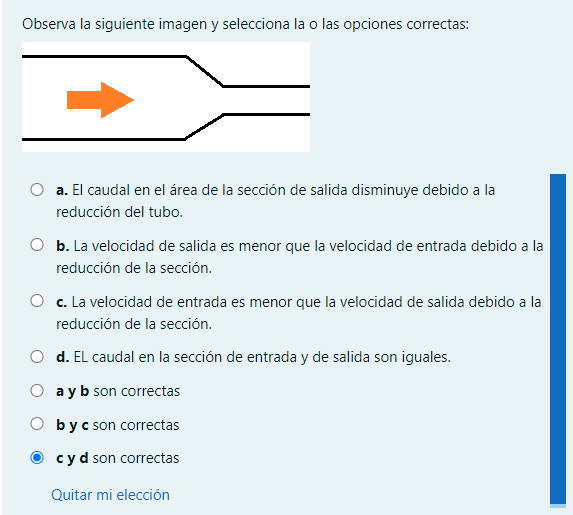 Observa la siguiente imagen y selecciona la o las opciones correctas:
a. El caudal en el área de la sección de salida disminuye debido a la
reducción del tubo.
b. La velocidad de salida es menor que la velocidad de entrada debido a la
reducción de la sección.
c. La velocidad de entrada es menor que la velocidad de salida debido a la
reducción de la sección.
d. EL caudal en la sección de entrada y de salida son iguales.
a y b son correctas
b y c son correctas
c y d son correctas
Quitar mi elección